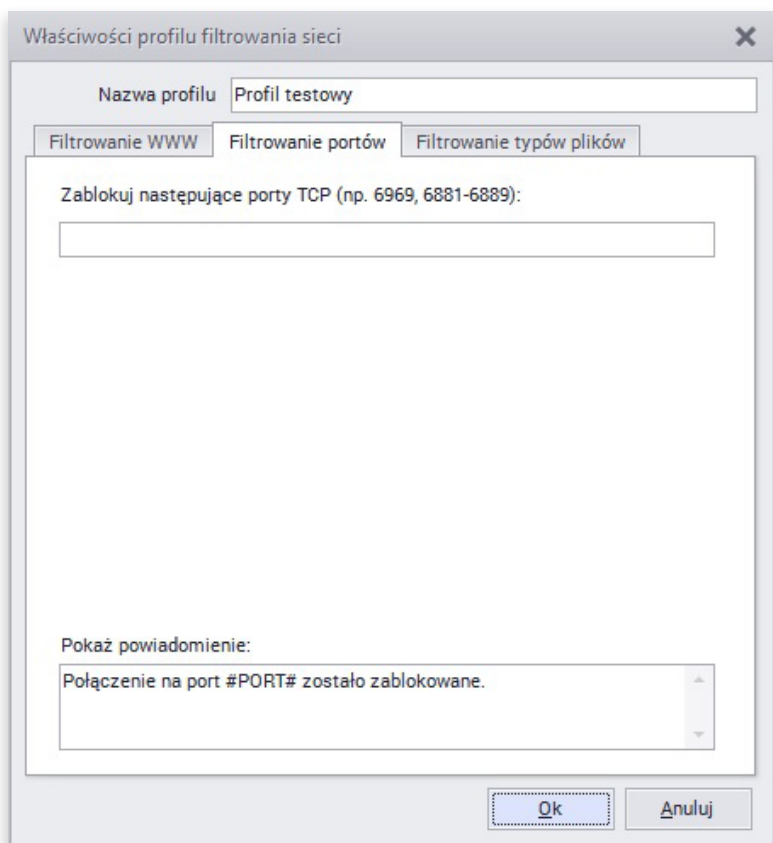 Właściwości profilu filtrowania sieci
Nazwa profilu Profil testowy
Filtrowanie WWW Filtrowanie portów Filtrowanie typów plików
Zablokuj następujące porty TCP (np. 6969, 6881-6889):
Pokaż powiadomienie:
Połączenie na port #PORT# zostało zablokowane.
Ok Anuluj